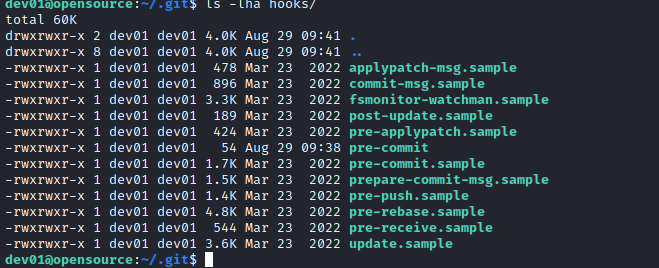 dev01@opensource:~/.git$ ls -lha hooks/
total 60K
drwxrwxr-x 2 dev01 dev01 4.0K Aug 29 09:41 .
drwxrwxr-x 8 dev01 dev01 4.0K Aug 29 09:41 ..
-rwxrwxr-x 1 dev01 dev01  478 Mar 23  2022 applypatch-msg.sample
-rwxrwxr-x 1 dev01 dev01  896 Mar 23  2022 commit-msg.sample
-rwxrwxr-x 1 dev01 dev01 3.3K Mar 23  2022 fsmonitor-watchman.sample
-rwxrwxr-x 1 dev01 dev01  189 Mar 23  2022 post-update.sample
-rwxrwxr-x 1 dev01 dev01  424 Mar 23  2022 pre-applypatch.sample
-rwxrwxr-x 1 dev01 dev01   54 Aug 29 09:38 pre-commit
-rwxrwxr-x 1 dev01 dev01 1.7K Mar 23  2022 pre-commit.sample
-rwxrwxr-x 1 dev01 dev01 1.5K Mar 23  2022 prepare-commit-msg.sample
-rwxrwxr-x 1 dev01 dev01 1.4K Mar 23  2022 pre-push.sample
-rwxrwxr-x 1 dev01 dev01 4.8K Mar 23  2022 pre-rebase.sample
-rwxrwxr-x 1 dev01 dev01  544 Mar 23  2022 pre-receive.sample
-rwxrwxr-x 1 dev01 dev01 3.6K Mar 23  2022 update.sample
dev01@opensource:~/.git$